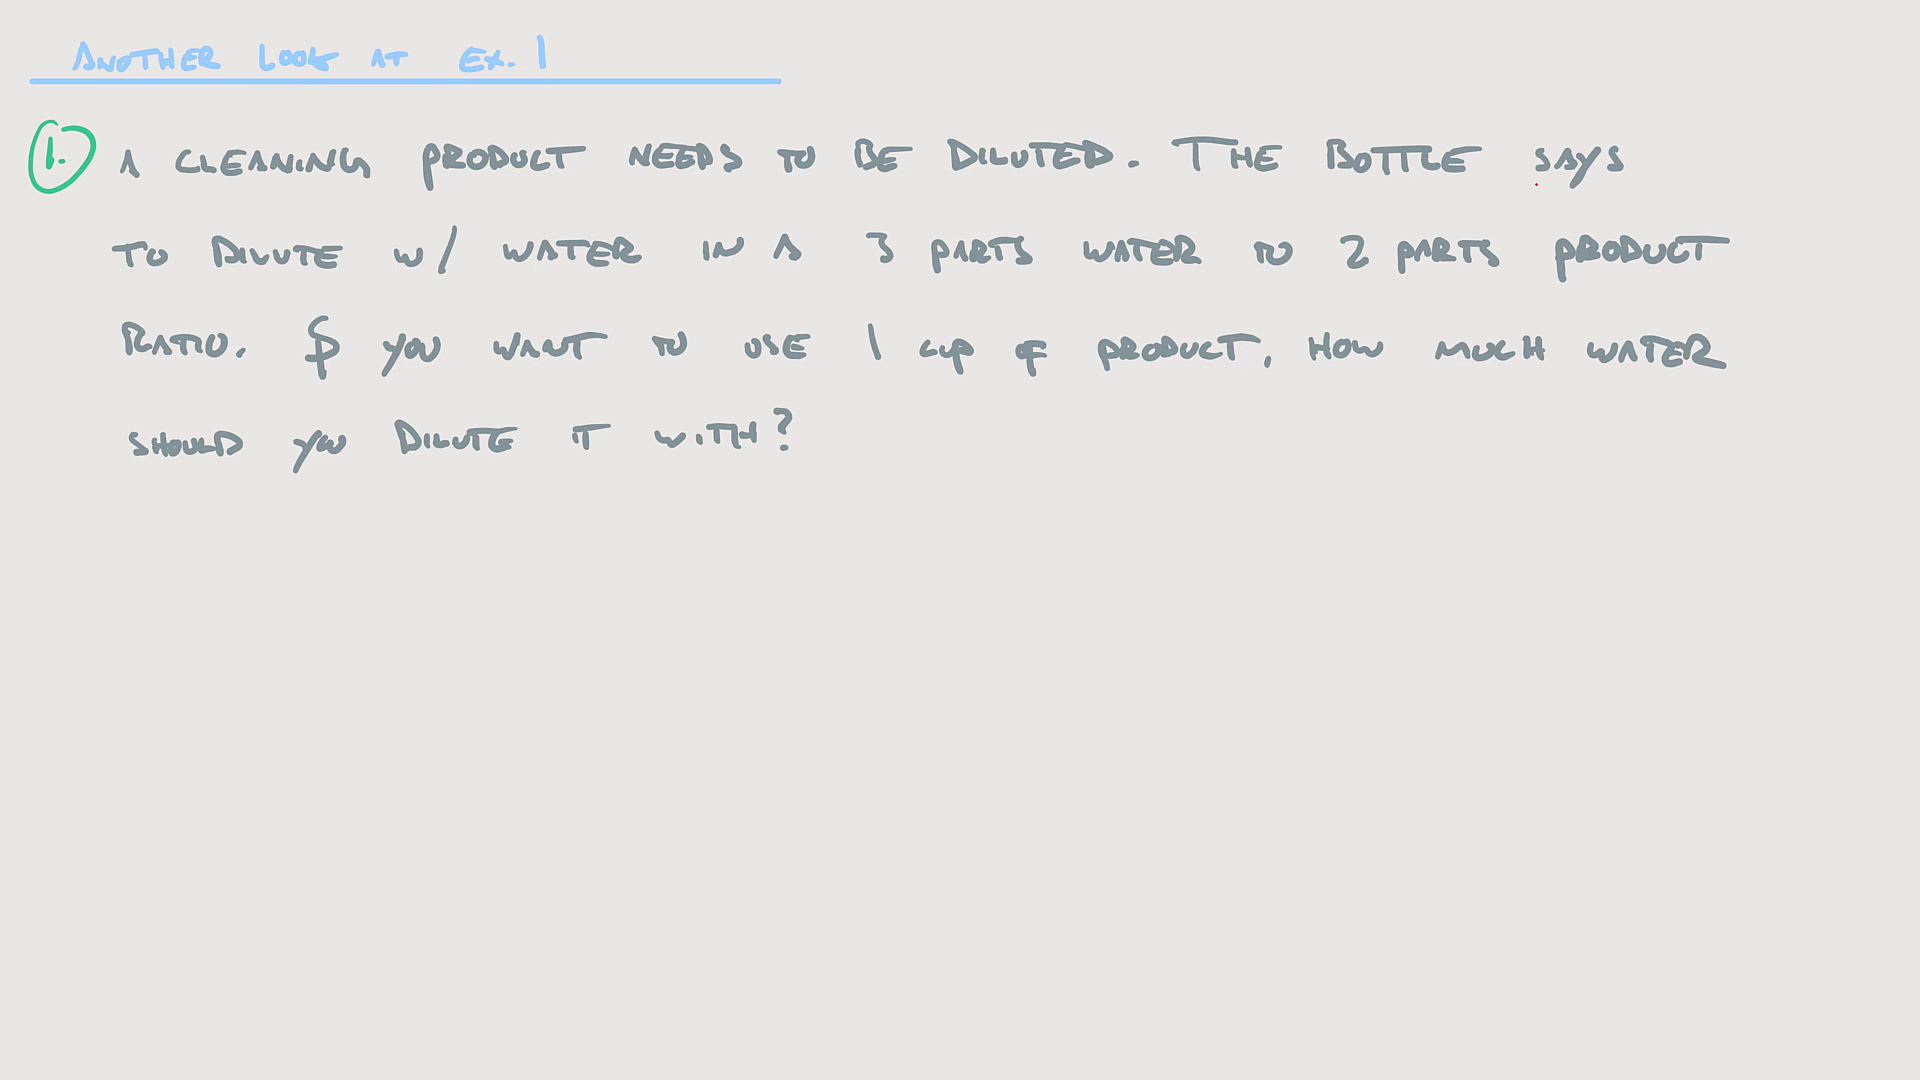 ANOTHER LOOK AT EX. 1
1. A CLEANING PRODUCT NEEDS TO BE DILUTED. THE BOTTLE SAYS
TO DILUTE W/ WATER IN A 3 PARTS WATER TO 2 PARTS PRODUCT
RATIO. IF YOU WANT TO USE 1 CUP OF PRODUCT, HOW MUCH WATER
SHOULD YOU DILUTE IT WITH?